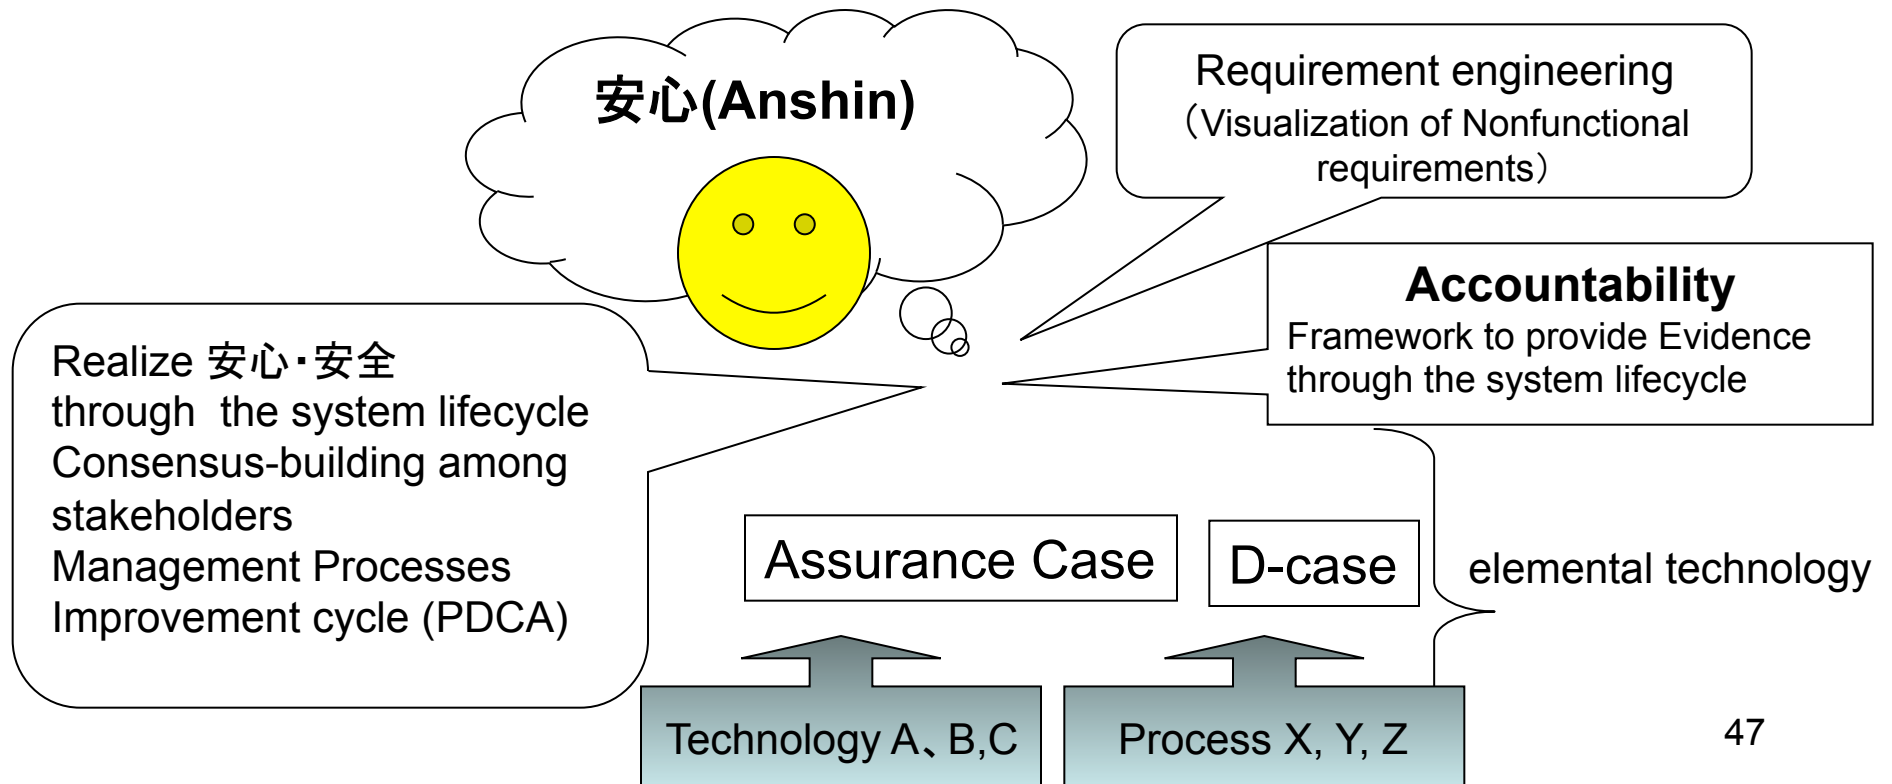 安心(Anshin)
Requirement engineering
（Visualization of Nonfunctional
requirements）
Accountability
Framework to provide Evidence
through the system lifecycle
Realize 安心・安全
through the system lifecycle
Consensus-building among
stakeholders
Management Processes
Improvement cycle (PDCA)
Assurance Case
D-case
elemental technology
Technology A、B,C
Process X, Y, Z
47